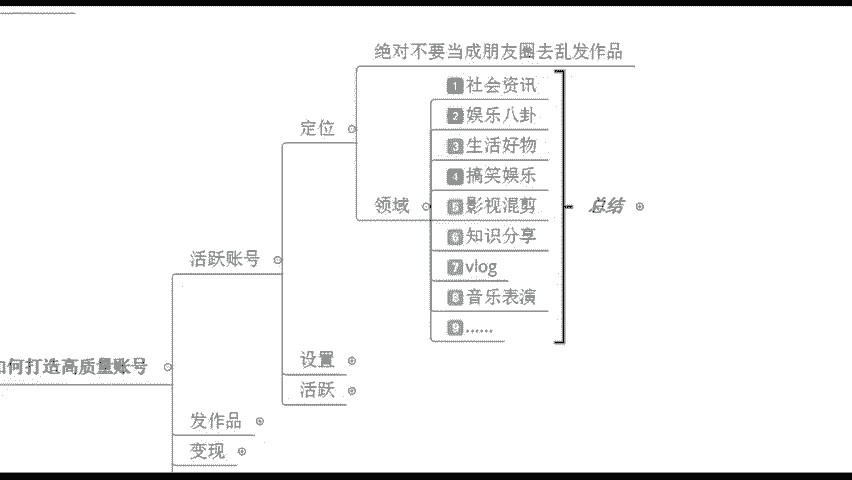 绝对不要当成朋友圈去乱发作品
1 社会资讯
2 娱乐八卦
定位
3 生活好物
4 搞笑娱乐
领域
5 影视混剪
总结
6 知识分享
活跃账号
7 vlog
8 音乐表演
9 ......
设置
如何打造高质量账号
活跃
发作品
变现